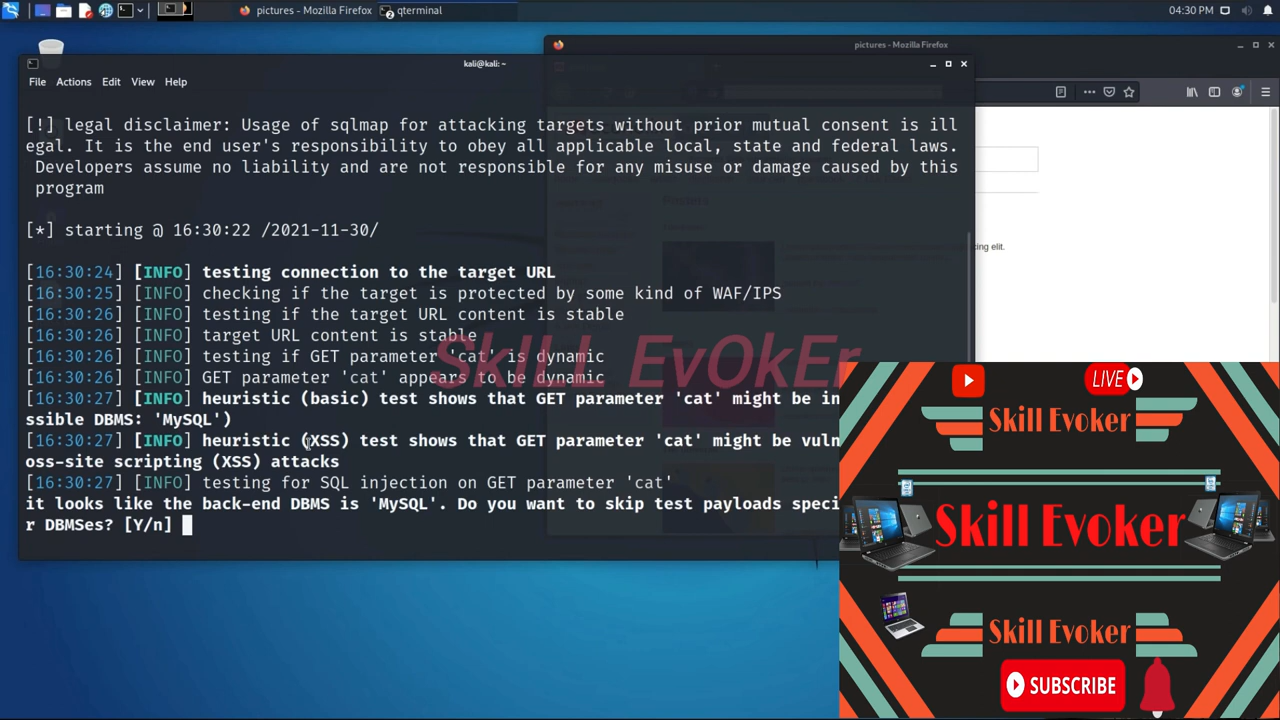 pictures - Mozilla Firefox
qterminal
04:30 PM
pictures - Mozilla Firefox
kali@kali: ~
File Actions Edit View Help
[!] legal disclaimer: Usage of sqlmap for attacking targets without prior mutual consent is ill
egal. It is the end user's responsibility to obey all applicable local, state and federal laws.
Developers assume no liability and are not responsible for any misuse or damage caused by this
program
[*] starting @ 16:30:22 /2021-11-30/
[16:30:24] [INFO] testing connection to the target URL
[16:30:25] [INFO] checking if the target is protected by some kind of WAF/IPS
[16:30:26] [INFO] testing if the target URL content is stable
[16:30:26] [INFO] target URL content is stable
[16:30:26] [INFO] testing if GET parameter 'cat' is dynamic
[16:30:26] [INFO] GET parameter 'cat' appears to be dynamic
[16:30:27] [INFO] heuristic (basic) test shows that GET parameter 'cat' might be in
ssible DBMS: 'MySQL')
[16:30:27] [INFO] heuristic (XSS) test shows that GET parameter 'cat' might be vuln
oss-site scripting (XSS) attacks
[16:30:27] [INFO] testing for SQL injection on GET parameter 'cat'
it looks like the back-end DBMS is 'MySQL'. Do you want to skip test payloads speci
r DBMSes? [Y/n]
cing elit.
SkILL EvOkEr
LIVE
Skill Evoker
Skill Evoker
Skill Evoker
SUBSCRIBE